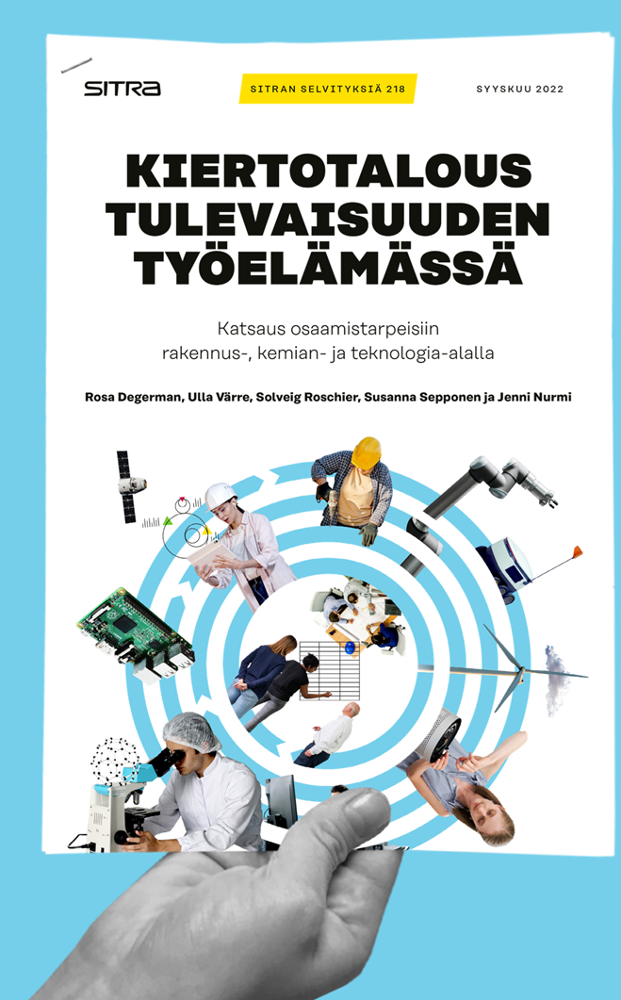 SITRA
SITRAN SELVITYKSIÄ 218
SYYSKUU 2022
KIERTOTALOUS
TULEVAISUUDEN
TYÖELÄMÄSSÄ
Katsaus osaamistarpeisiin
rakennus-, kemian- ja teknologia-alalla
Rosa Degerman, Ulla Värre, Solveig Roschier, Susanna Sepponen ja Jenni Nurmi